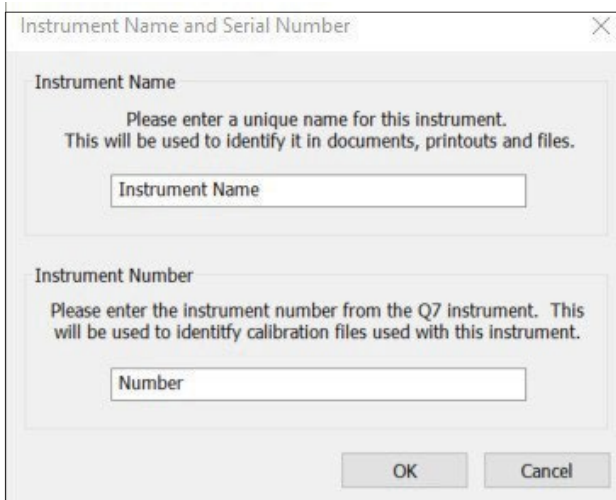 Instrument Name and Serial Number
Instrument Name
Please enter a unique name for this instrument.
This will be used to identify it in documents, printouts and files.
Instrument Name
Instrument Number
Please enter the instrument number from the Q7 instrument. This
will be used to identitfy calibration files used with this instrument.
Number
OK Cancel